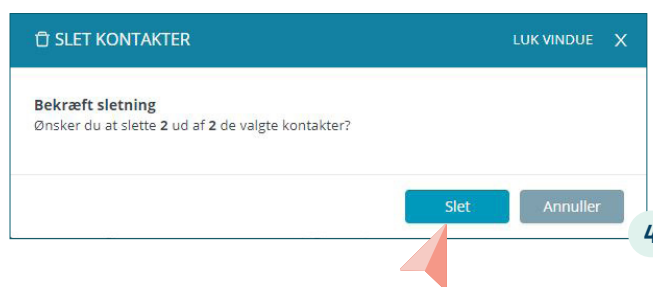 SLET KONTAKTER
LUK VINDUE X
Bekræft sletning
Ønsker du at slette 2 ud af 2 de valgte kontakter?
Slet
Annuller
4